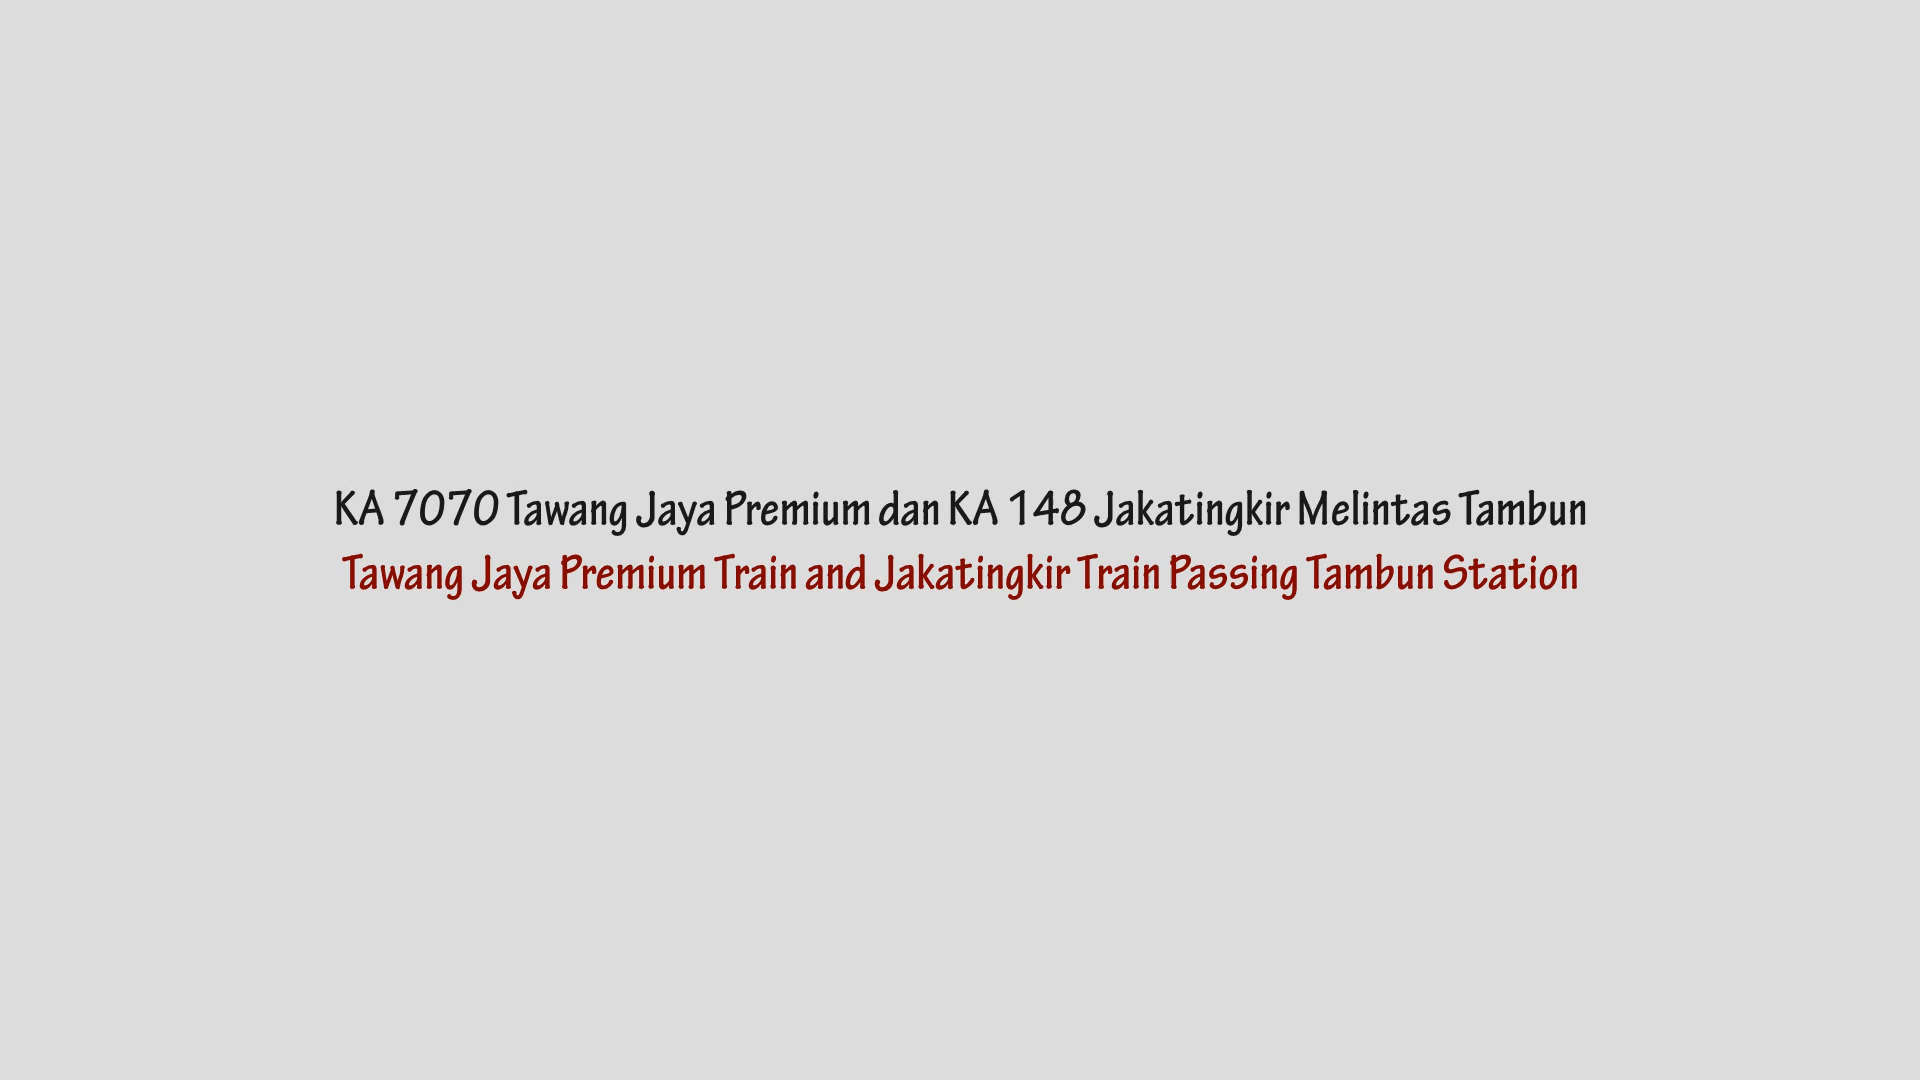 KA 7070 Tawang Jaya Premium dan KA 148 Jakatingkir Melintas Tambun
Tawang Jaya Premium Train and Jakatingkir Train Passing Tambun Station